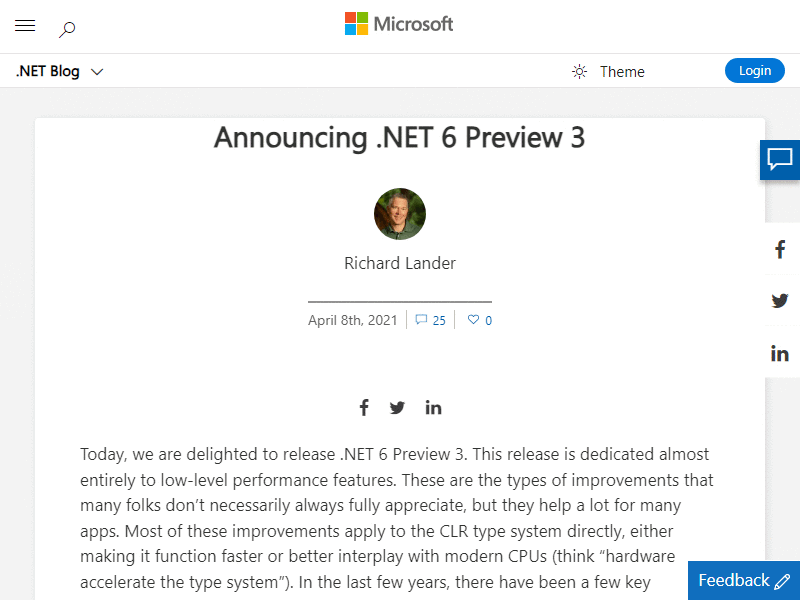 Microsoft
.NET Blog
Theme
Login
Announcing .NET 6 Preview 3
Richard Lander
April 8th, 2021 25 0
Today, we are delighted to release .NET 6 Preview 3. This release is dedicated almost
entirely to low-level performance features. These are the types of improvements that
many folks don’t necessarily always fully appreciate, but they help a lot for many
apps. Most of these improvements apply to the CLR type system directly, either
making it function faster or better interplay with modern CPUs (think “hardware
accelerate the type system”). In the last few years, there have been a few key
Feedback